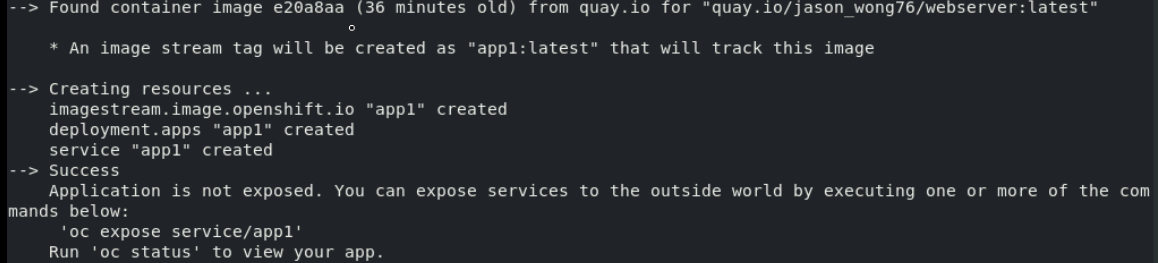 --> Found container image e20a8aa (36 minutes old) from quay.io for "quay.io/jason_wong76/webserver:latest"
    * An image stream tag will be created as "app1:latest" that will track this image
--> Creating resources ...
    imagestream.image.openshift.io "app1" created
    deployment.apps "app1" created
    service "app1" created
--> Success
    Application is not exposed. You can expose services to the outside world by executing one or more of the com
mands below:
     'oc expose service/app1'
    Run 'oc status' to view your app.